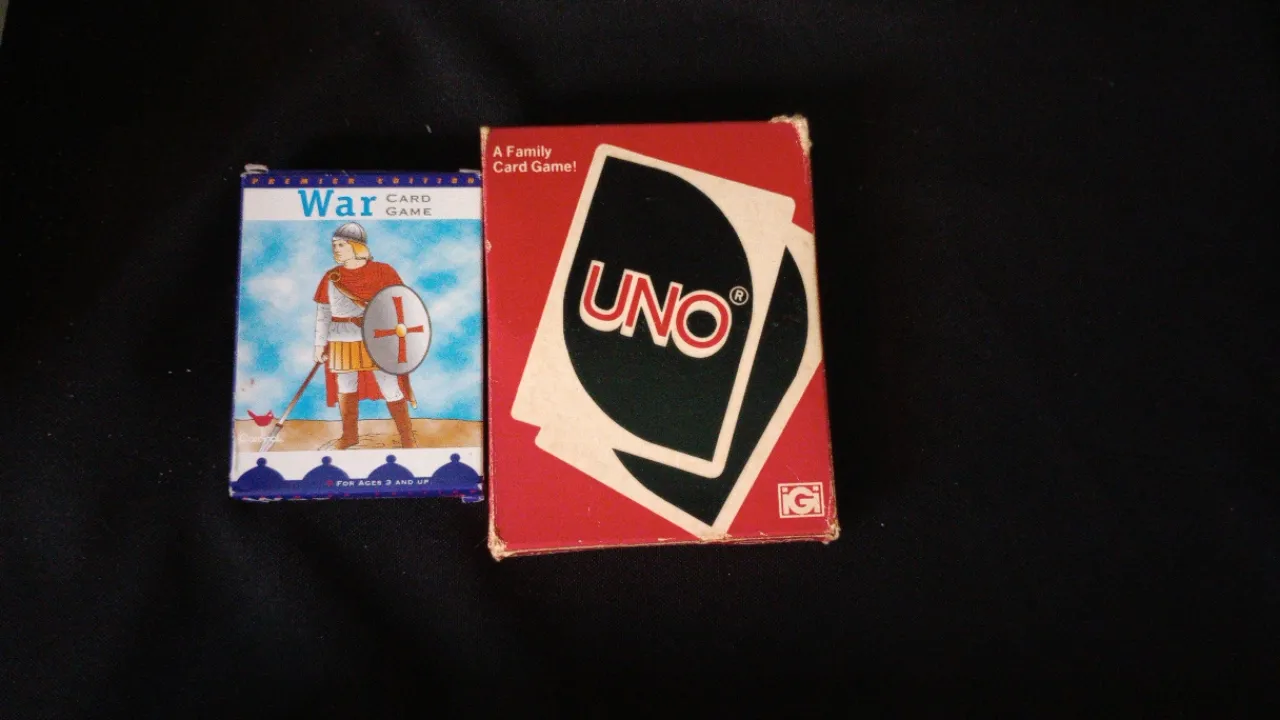 PREMIER EDITION
War CARD
GAME
FOR AGES 3 AND UP
A Family
Card Game!
UNO®
iGi